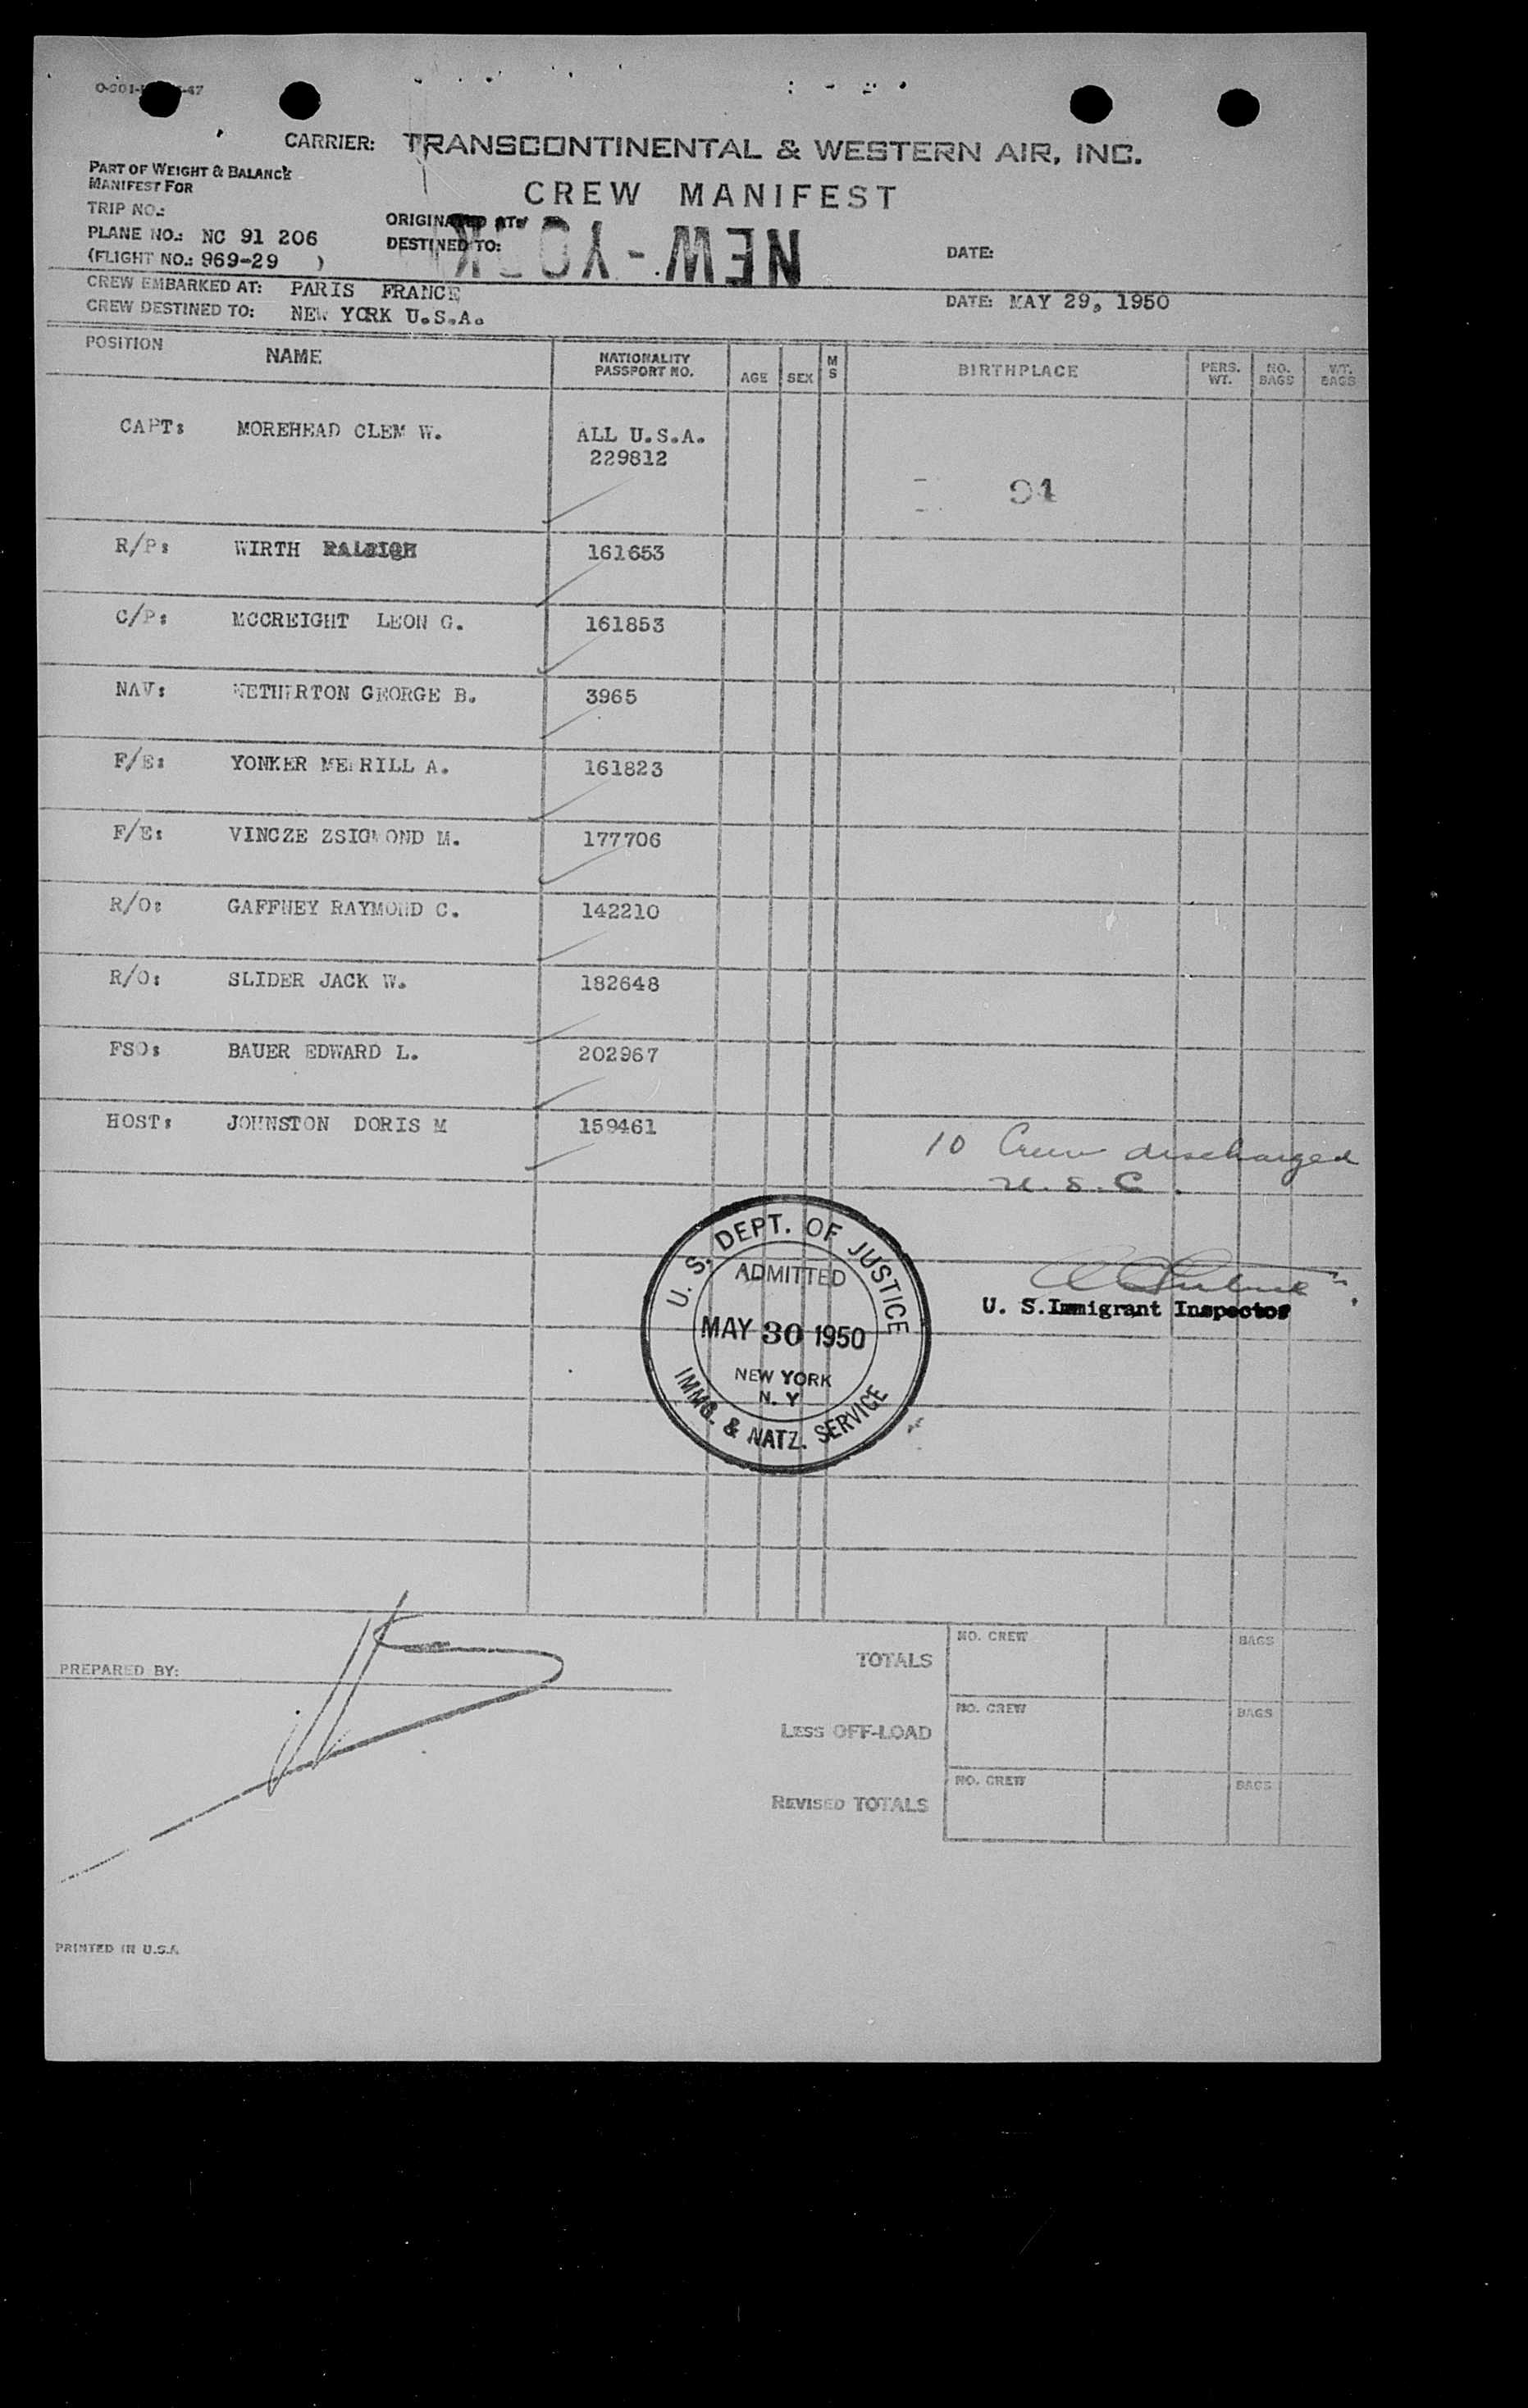 CARRIER: TRANSCONTINENTAL & WESTERN AIR, INC.
CREW MANIFEST
PART OF WEIGHT & BALANCE
MANIFEST FOR
TRIP NO.:
PLANE NO.: NC 91 206
(FLIGHT NO.: 969-29 )
ORIGINATED AT:
DESTINED TO:
NEW-YORK
DATE:
CREW EMBARKED AT: PARIS FRANCE
CREW DESTINED TO: NEW YORK U.S.A.
DATE: MAY 29, 1950
POSITION NAME NATIONALITY PASSPORT NO. AGE SEX M S BIRTHPLACE PERS. WT. NO. BAGS WT. BAGS
CAPT: MOREHEAD CLEM W. ALL U.S.A.
229812
94
R/P: WIRTH RALEIGH 161653
C/P: MCCREIGHT LEON G. 161853
NAV: NETHERTON GEORGE B. 3965
F/E: YONKER MERRILL A. 161823
F/E: VINCZE ZSIGMOND M. 177706
R/O: GAFFNEY RAYMOND C. 142210
R/O: SLIDER JACK W. 182648
FSO: BAUER EDWARD L. 202967
HOST: JOHNSTON DORIS M 159461
10 Crew discharged
U.S.C.
U. S. Immigrant Inspector
U. S. DEPT. OF JUSTICE
ADMITTED
MAY 30 1950
NEW YORK
N. Y
IMMG. & NATZ. SERVICE
PREPARED BY:
TOTALS NO. CREW BAGS
LESS OFF-LOAD NO. CREW BAGS
REVISED TOTALS NO. CREW BAGS
PRINTED IN U.S.A